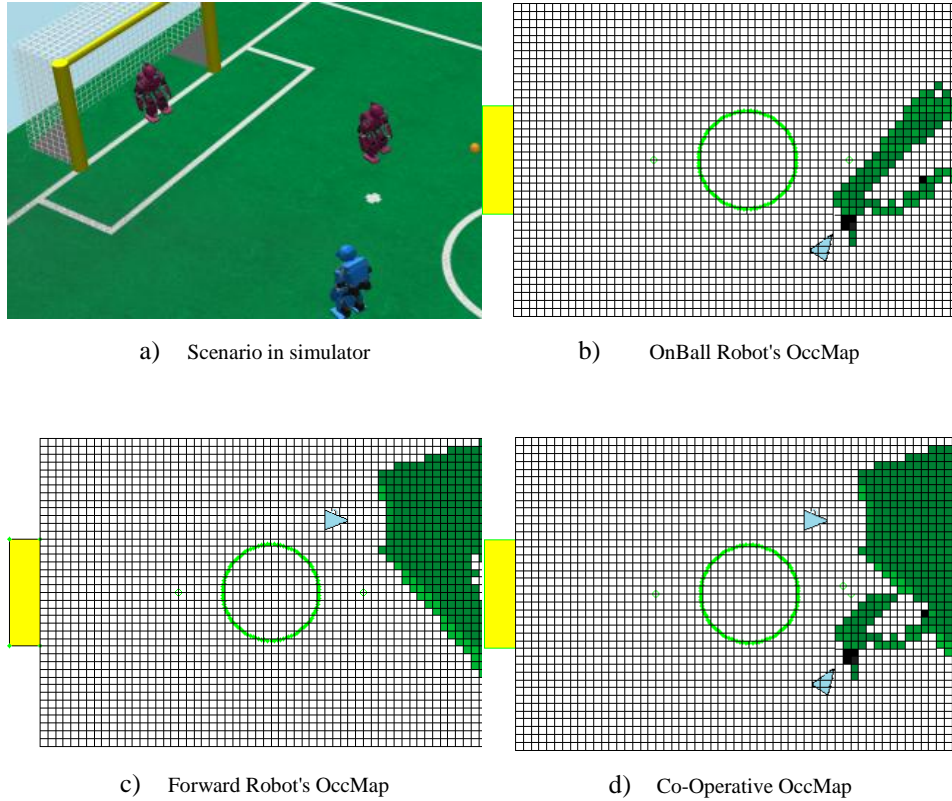 a) Scenario in simulator
b) OnBall Robot's OccMap
c) Forward Robot's OccMap
d) Co-Operative OccMap